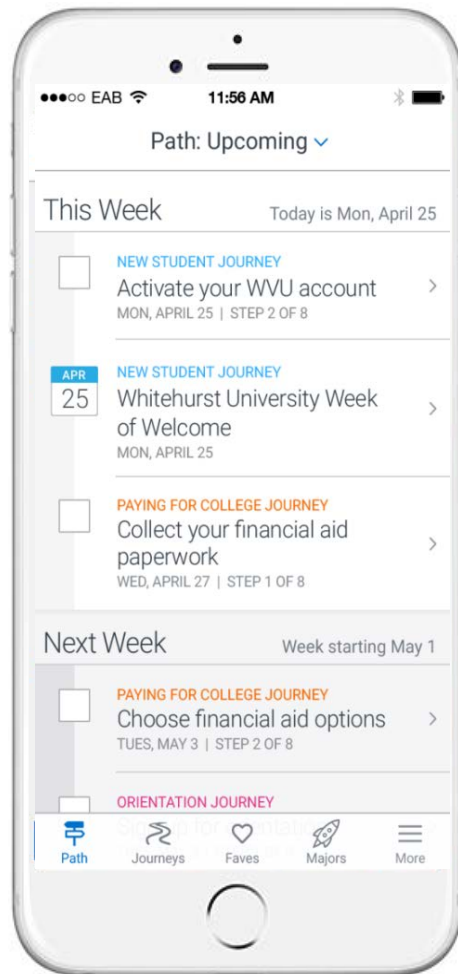 EAB
11:56 AM
Path: Upcoming
This Week
Today is Mon, April 25
NEW STUDENT JOURNEY
Activate your WVU account
MON, APRIL 25 | STEP 2 OF 8
APR
25
NEW STUDENT JOURNEY
Whitehurst University Week
of Welcome
MON, APRIL 25
PAYING FOR COLLEGE JOURNEY
Collect your financial aid
paperwork
WED, APRIL 27 | STEP 1 OF 8
Next Week
Week starting May 1
PAYING FOR COLLEGE JOURNEY
Choose financial aid options
TUES, MAY 3 | STEP 2 OF 8
ORIENTATION JOURNEY
Path
Journeys
Faves
Majors
More